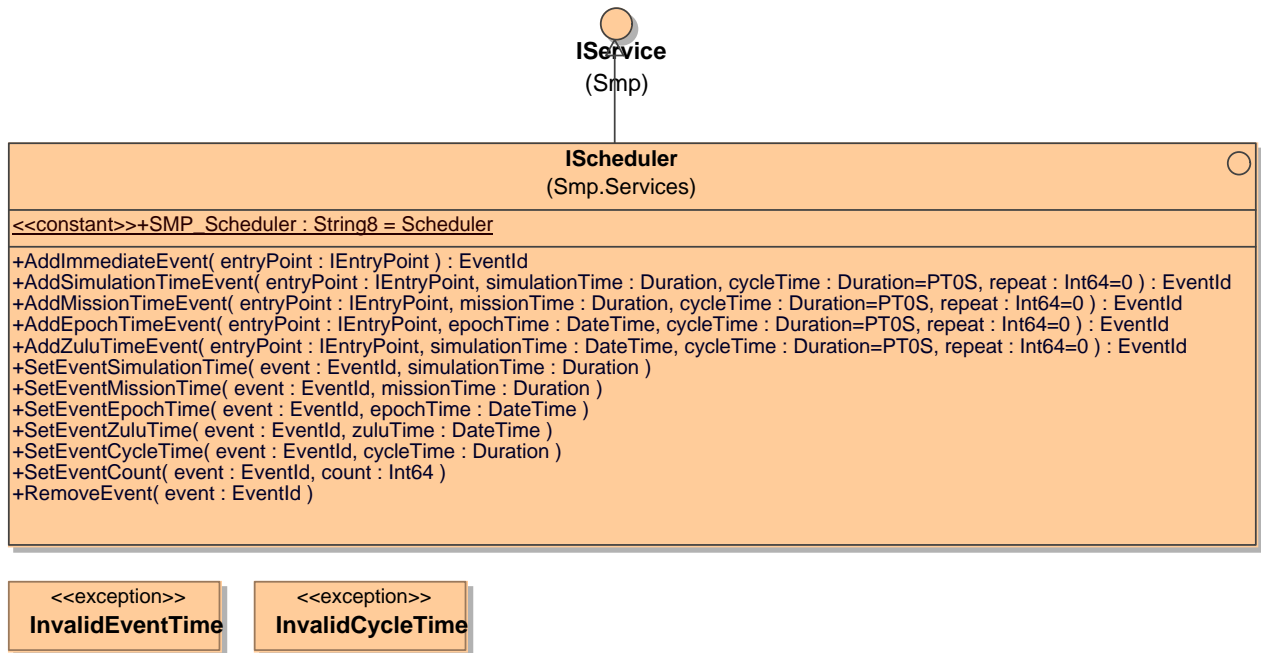 IService
(Smp)
IScheduler
(Smp.Services)
<<constant>>+SMP_Scheduler : String8 = Scheduler
+AddImmediateEvent( entryPoint : IEntryPoint ) : EventId
+AddSimulationTimeEvent( entryPoint : IEntryPoint, simulationTime : Duration, cycleTime : Duration=PT0S, repeat : Int64=0 ) : EventId
+AddMissionTimeEvent( entryPoint : IEntryPoint, missionTime : Duration, cycleTime : Duration=PT0S, repeat : Int64=0 ) : EventId
+AddEpochTimeEvent( entryPoint : IEntryPoint, epochTime : DateTime, cycleTime : Duration=PT0S, repeat : Int64=0 ) : EventId
+AddZuluTimeEvent( entryPoint : IEntryPoint, simulationTime : DateTime, cycleTime : Duration=PT0S, repeat : Int64=0 ) : EventId
+SetEventSimulationTime( event : EventId, simulationTime : Duration )
+SetEventMissionTime( event : EventId, missionTime : Duration )
+SetEventEpochTime( event : EventId, epochTime : DateTime )
+SetEventZuluTime( event : EventId, zuluTime : DateTime )
+SetEventCycleTime( event : EventId, cycleTime : Duration )
+SetEventCount( event : EventId, count : Int64 )
+RemoveEvent( event : EventId )
<<exception>>
InvalidEventTime
<<exception>>
InvalidCycleTime